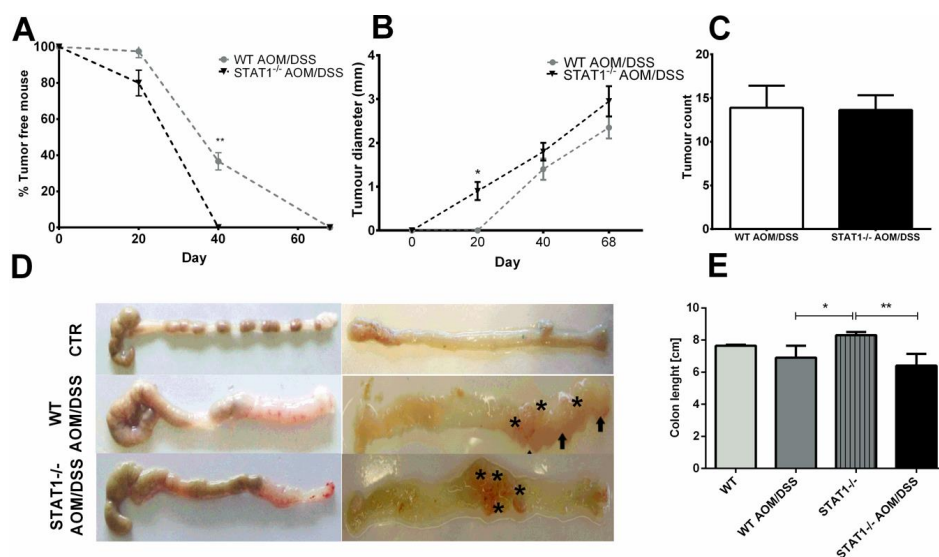 A
% Tumor free mouse
100
80
60
40
20
0
**
WT AOM/DSS
STAT1-/- AOM/DSS
0 20 40 60
Day
B
Tumour diameter (mm)
4
3
2
1
0
*
WT AOM/DSS
STAT1-/- AOM/DSS
0 20 40 68
Day
C
Tumour count
20
15
10
5
0
WT AOM/DSS STAT1-/- AOM/DSS
D
CTR
WT
AOM/DSS
* * * *
STAT1-/-
AOM/DSS
* * * * *
E
Colon lenght [cm]
10
8
6
4
2
0
* **
WT
WT AOM/DSS
STAT1-/-
STAT1-/- AOM/DSS